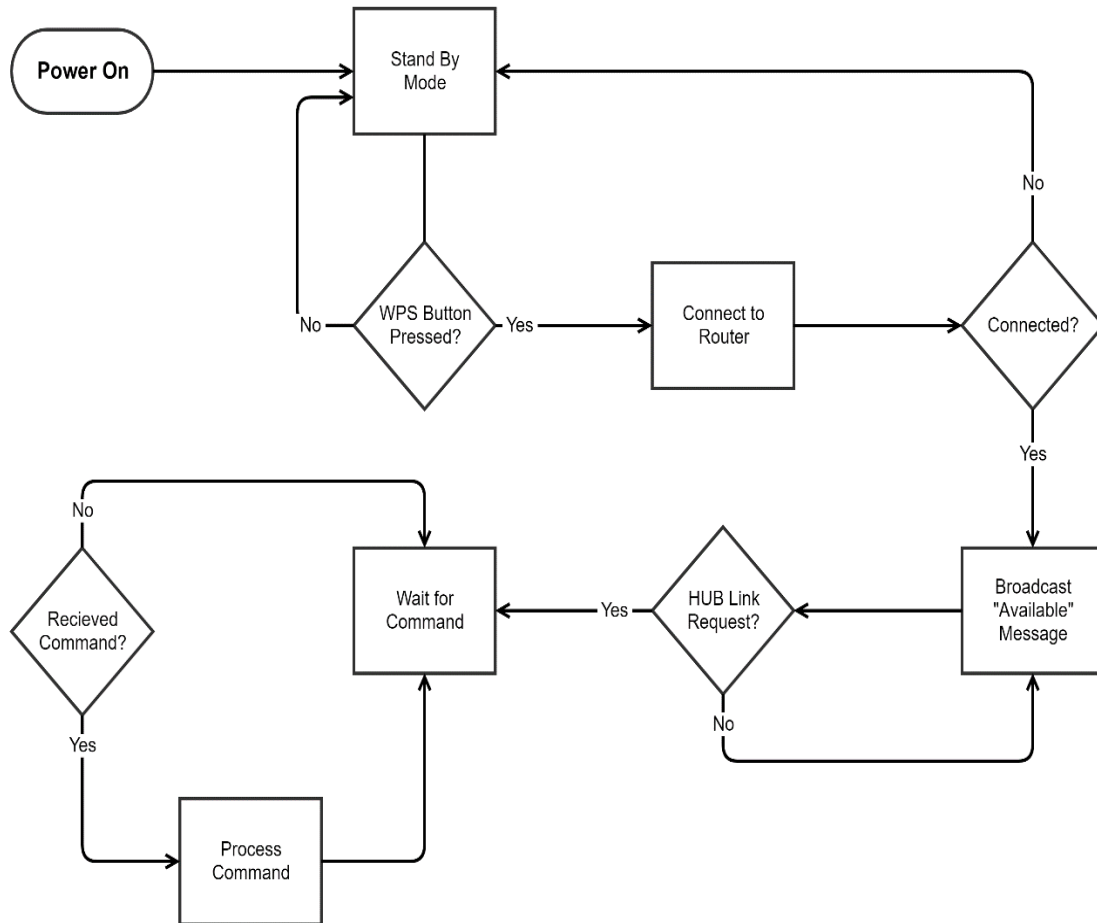 Power On
Stand By
Mode
No
WPS Button
Pressed?
No
Yes
Connect to
Router
Connected?
Yes
No
Recieved
Command?
Wait for
Command
Yes
HUB Link
Request?
Broadcast
"Available"
Message
Yes
No
Process
Command